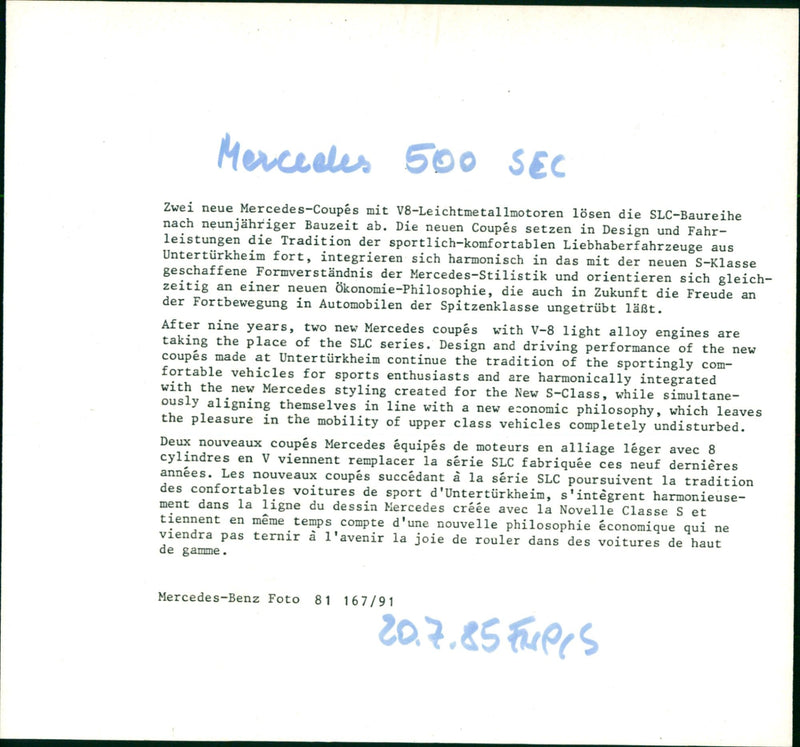 Mercedes 500 SEC
Zwei neue Mercedes-Coupés mit V8-Leichtmetallmotoren lösen die SLC-Baureihe
nach neunjähriger Bauzeit ab. Die neuen Coupés setzen in Design und Fahr-
leistungen die Tradition der sportlich-komfortablen Liebhaberfahrzeuge aus
Untertürkheim fort, integrieren sich harmonisch in das mit der neuen S-Klasse
geschaffene Formverständnis der Mercedes-Stilistik und orientieren sich gleich-
zeitig an einer neuen Ökonomie-Philosophie, die auch in Zukunft die Freude an
der Fortbewegung in Automobilen der Spitzenklasse ungetrübt läßt.
After nine years, two new Mercedes coupés with V-8 light alloy engines are
taking the place of the SLC series. Design and driving performance of the new
coupés made at Untertürkheim continue the tradition of the sportingly com-
fortable vehicles for sports enthusiasts and are harmonically integrated
with the new Mercedes styling created for the New S-Class, while simultane-
ously aligning themselves in line with a new economic philosophy, which leaves
the pleasure in the mobility of upper class vehicles completely undisturbed.
Deux nouveaux coupés Mercedes équipés de moteurs en alliage léger avec 8
cylindres en V viennent remplacer la série SLC fabriquée ces neuf dernières
années. Les nouveaux coupés succédant à la série SLC poursuivent la tradition
des confortables voitures de sport d'Untertürkheim, s'intègrent harmonieuse-
ment dans la ligne du dessin Mercedes créée avec la Novelle Classe S et
tiennent en même temps compte d'une nouvelle philosophie économique qui ne
viendra pas ternir à l'avenir la joie de rouler dans des voitures de haut
de gamme.
Mercedes-Benz Foto 81 167/91
20.7.85